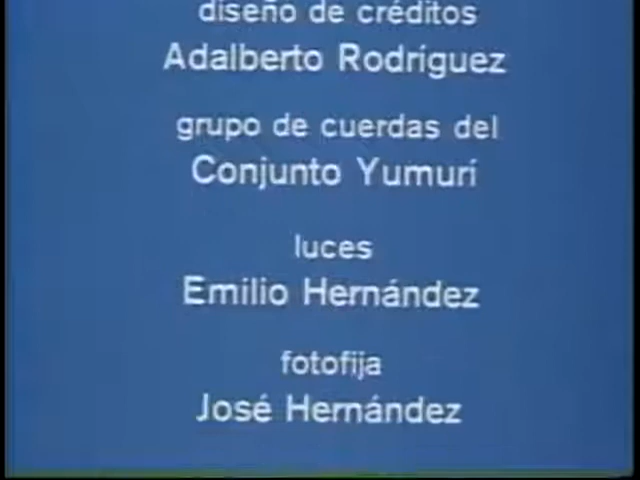 diseño de créditos
Adalberto Rodríguez
grupo de cuerdas del
Conjunto Yumurí
luces
Emilio Hernández
fotofija
José Hernández